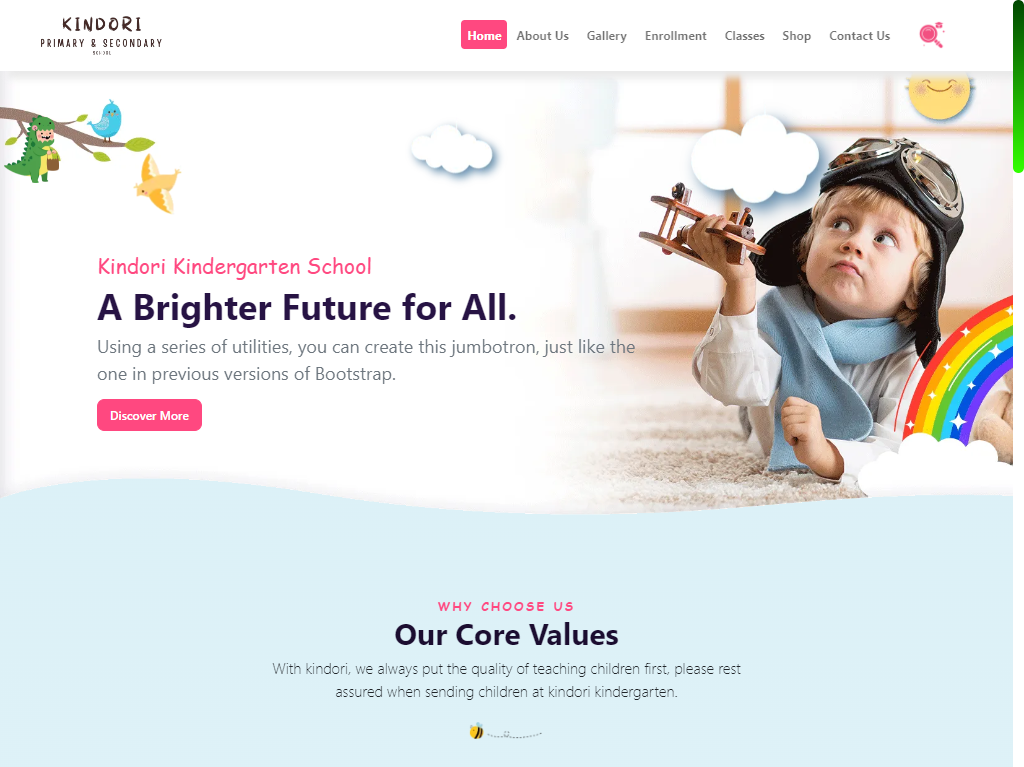 KINDORI
PRIMARY & SECONDARY
SCHOOL
Home
About Us
Gallery
Enrollment
Classes
Shop
Contact Us
Kindori Kindergarten School
A Brighter Future for All.
Using a series of utilities, you can create this jumbotron, just like the
one in previous versions of Bootstrap.
Discover More
WHY CHOOSE US
Our Core Values
With kindori, we always put the quality of teaching children first, please rest
assured when sending children at kindori kindergarten.